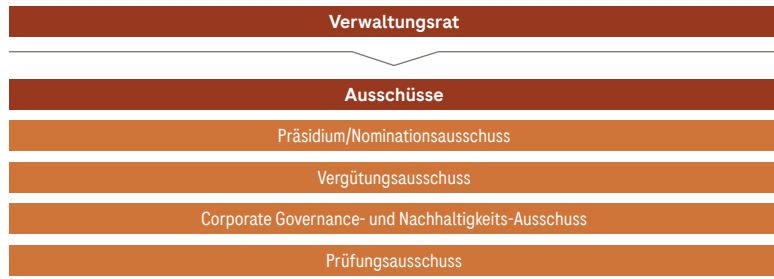 Verwaltungsrat
Ausschüsse
Präsidium/Nominationsausschuss
Vergütungsausschuss
Corporate Governance- und Nachhaltigkeits-Ausschuss
Prüfungsausschuss